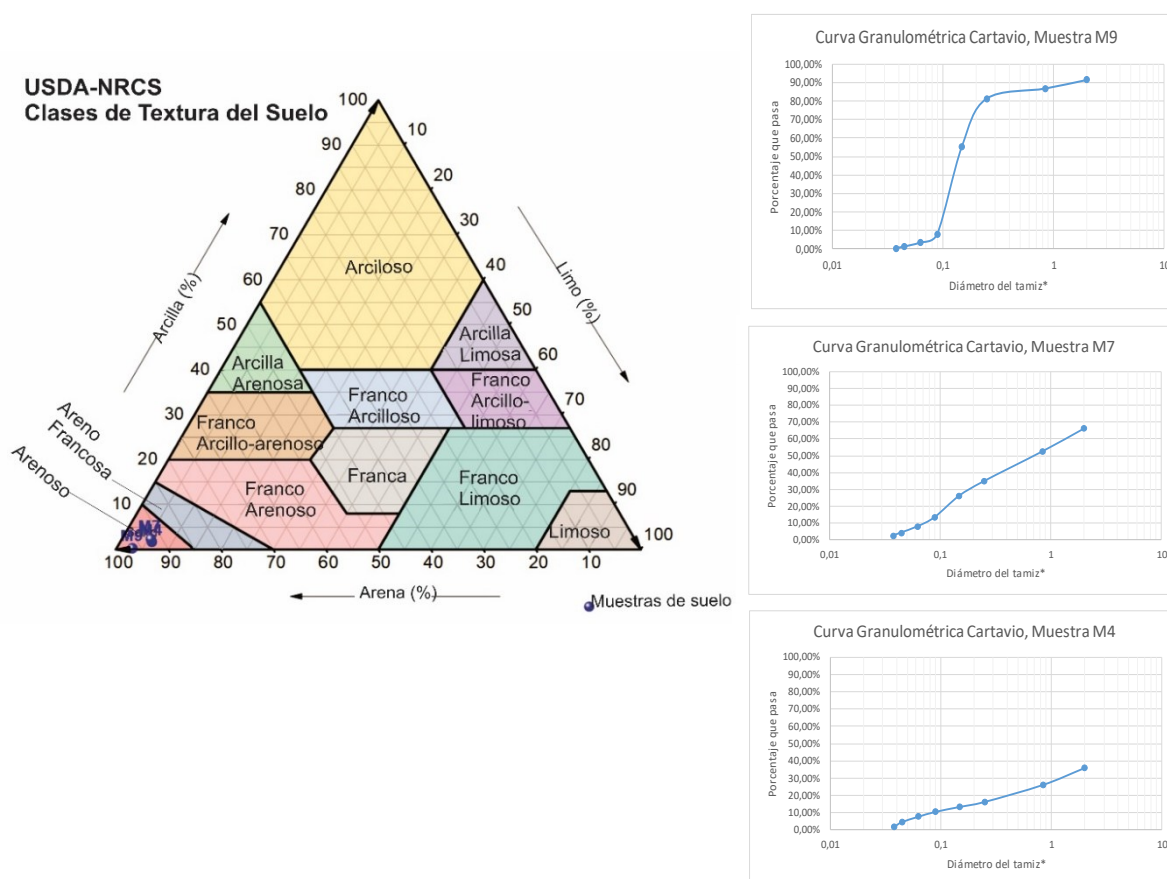 USDA-NRCS
Clases de Textura del Suelo
100
90
80
70
60
50
40
30
20
10
10
20
30
40
50
60
70
80
90
100
Arcilla (%)
Limo (%)
Arciloso
Arcilla
Limosa
Arcilla
Arenosa
Franco
Arcilloso
Franco
Arcillo-
limoso
Franco
Arcillo-arenoso
Franca
Franco
Limoso
Franco
Arenoso
Limoso
Areno
Francosa
Arenoso
M7
M4
M9
100 90 80 70 60 50 40 30 20 10
Arena (%)
Muestras de suelo
Curva Granulométrica Cartavio, Muestra M9
Porcentaje que pasa
100,00%
90,00%
80,00%
70,00%
60,00%
50,00%
40,00%
30,00%
20,00%
10,00%
0,00%
0,01 0,1 1 10
Diámetro del tamiz*
Curva Granulométrica Cartavio, Muestra M7
Porcentaje que pasa
100,00%
90,00%
80,00%
70,00%
60,00%
50,00%
40,00%
30,00%
20,00%
10,00%
0,00%
0,01 0,1 1 10
Diámetro del tamiz*
Curva Granulométrica Cartavio, Muestra M4
Porcentaje que pasa
100,00%
90,00%
80,00%
70,00%
60,00%
50,00%
40,00%
30,00%
20,00%
10,00%
0,00%
0,01 0,1 1 10
Diámetro del tamiz*